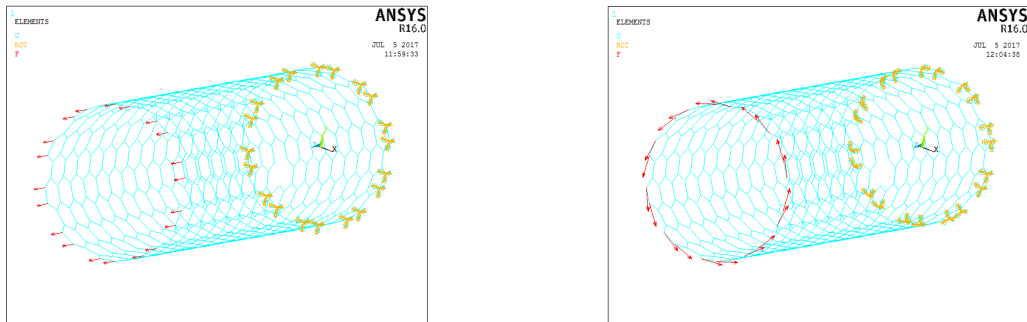 1
ELEMENTS
U
ROT
F
ANSYS
R16.0
JUL 5 2017
11:59:33
X
1
ELEMENTS
U
ROT
F
ANSYS
R16.0
JUL 5 2017
12:04:38
X